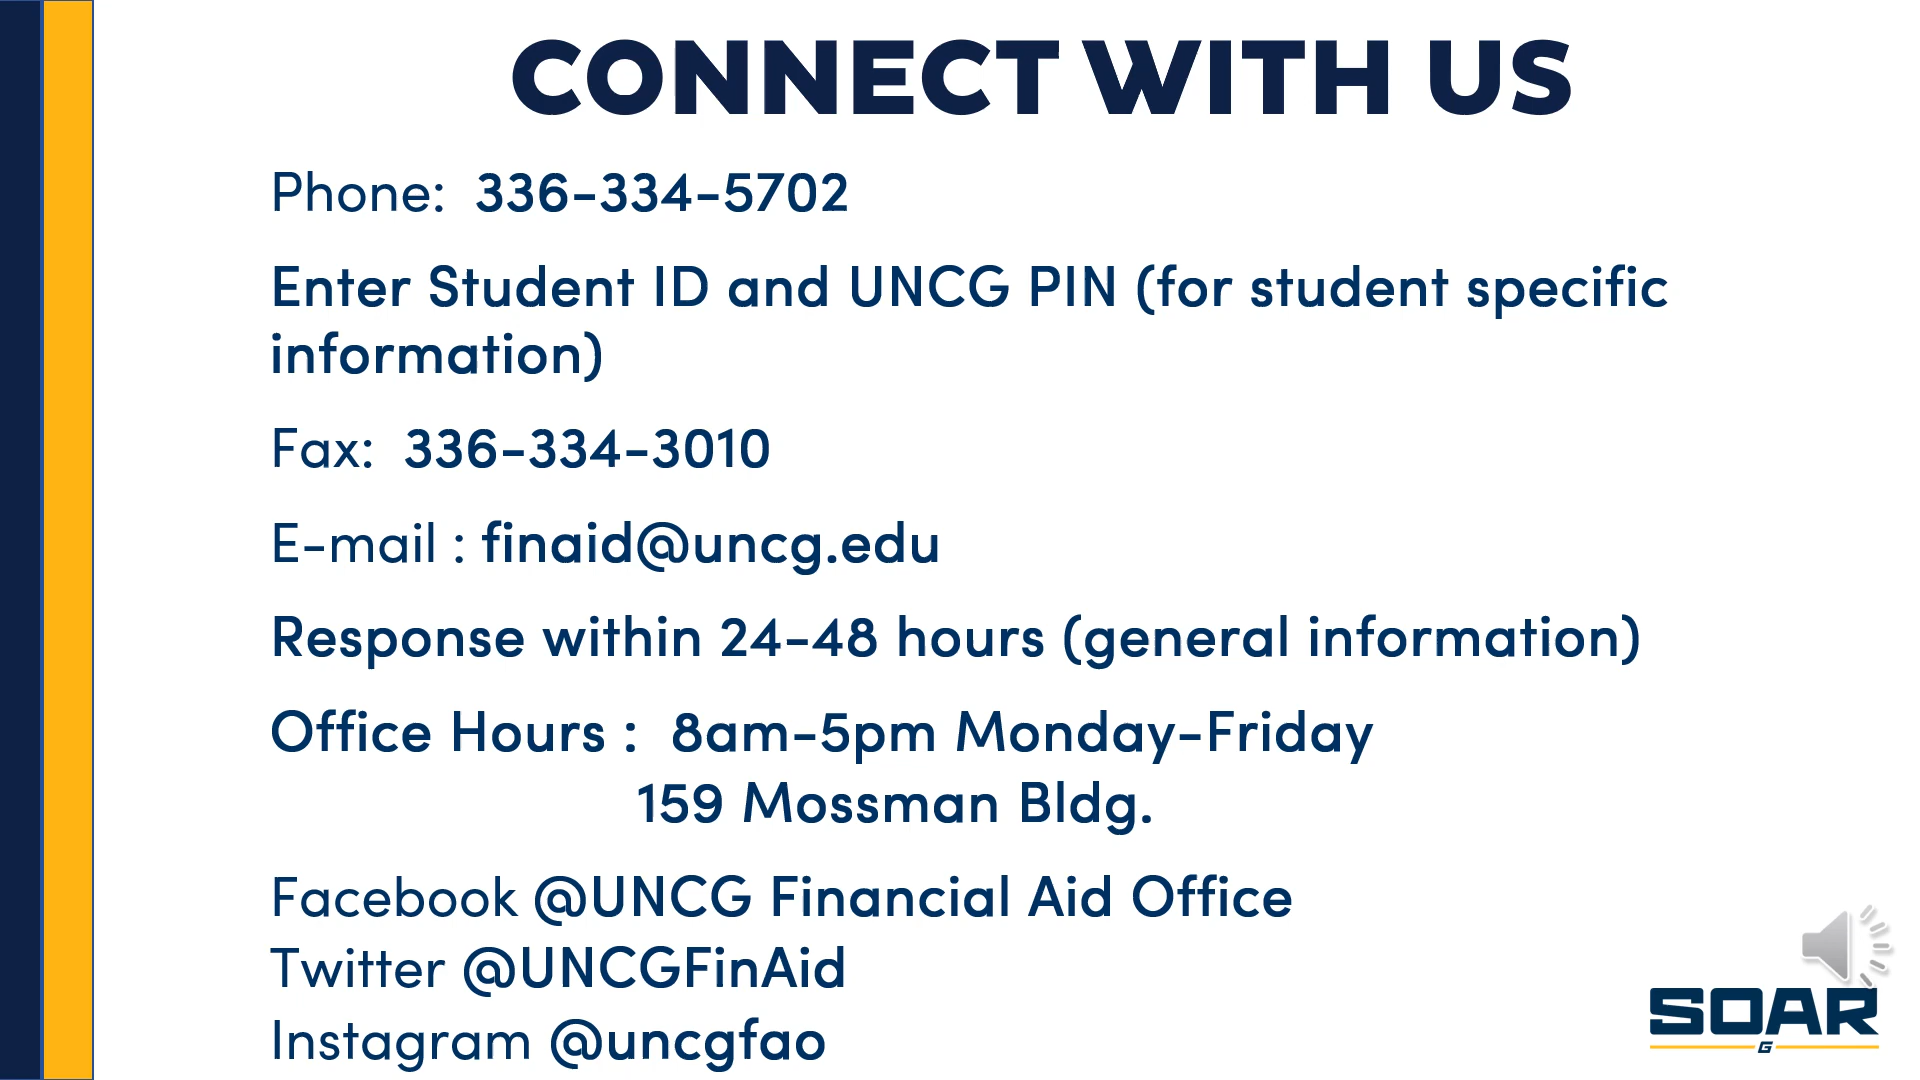 CONNECT WITH US
Phone: 336-334-5702
Enter Student ID and UNCG PIN (for student specific
information)
Fax: 336-334-3010
E-mail : finaid@uncg.edu
Response within 24-48 hours (general information)
Office Hours : 8am-5pm Monday-Friday
159 Mossman Bldg.
Facebook @UNCG Financial Aid Office
Twitter @UNCGFinAid
Instagram @uncgfao
SOAR
G